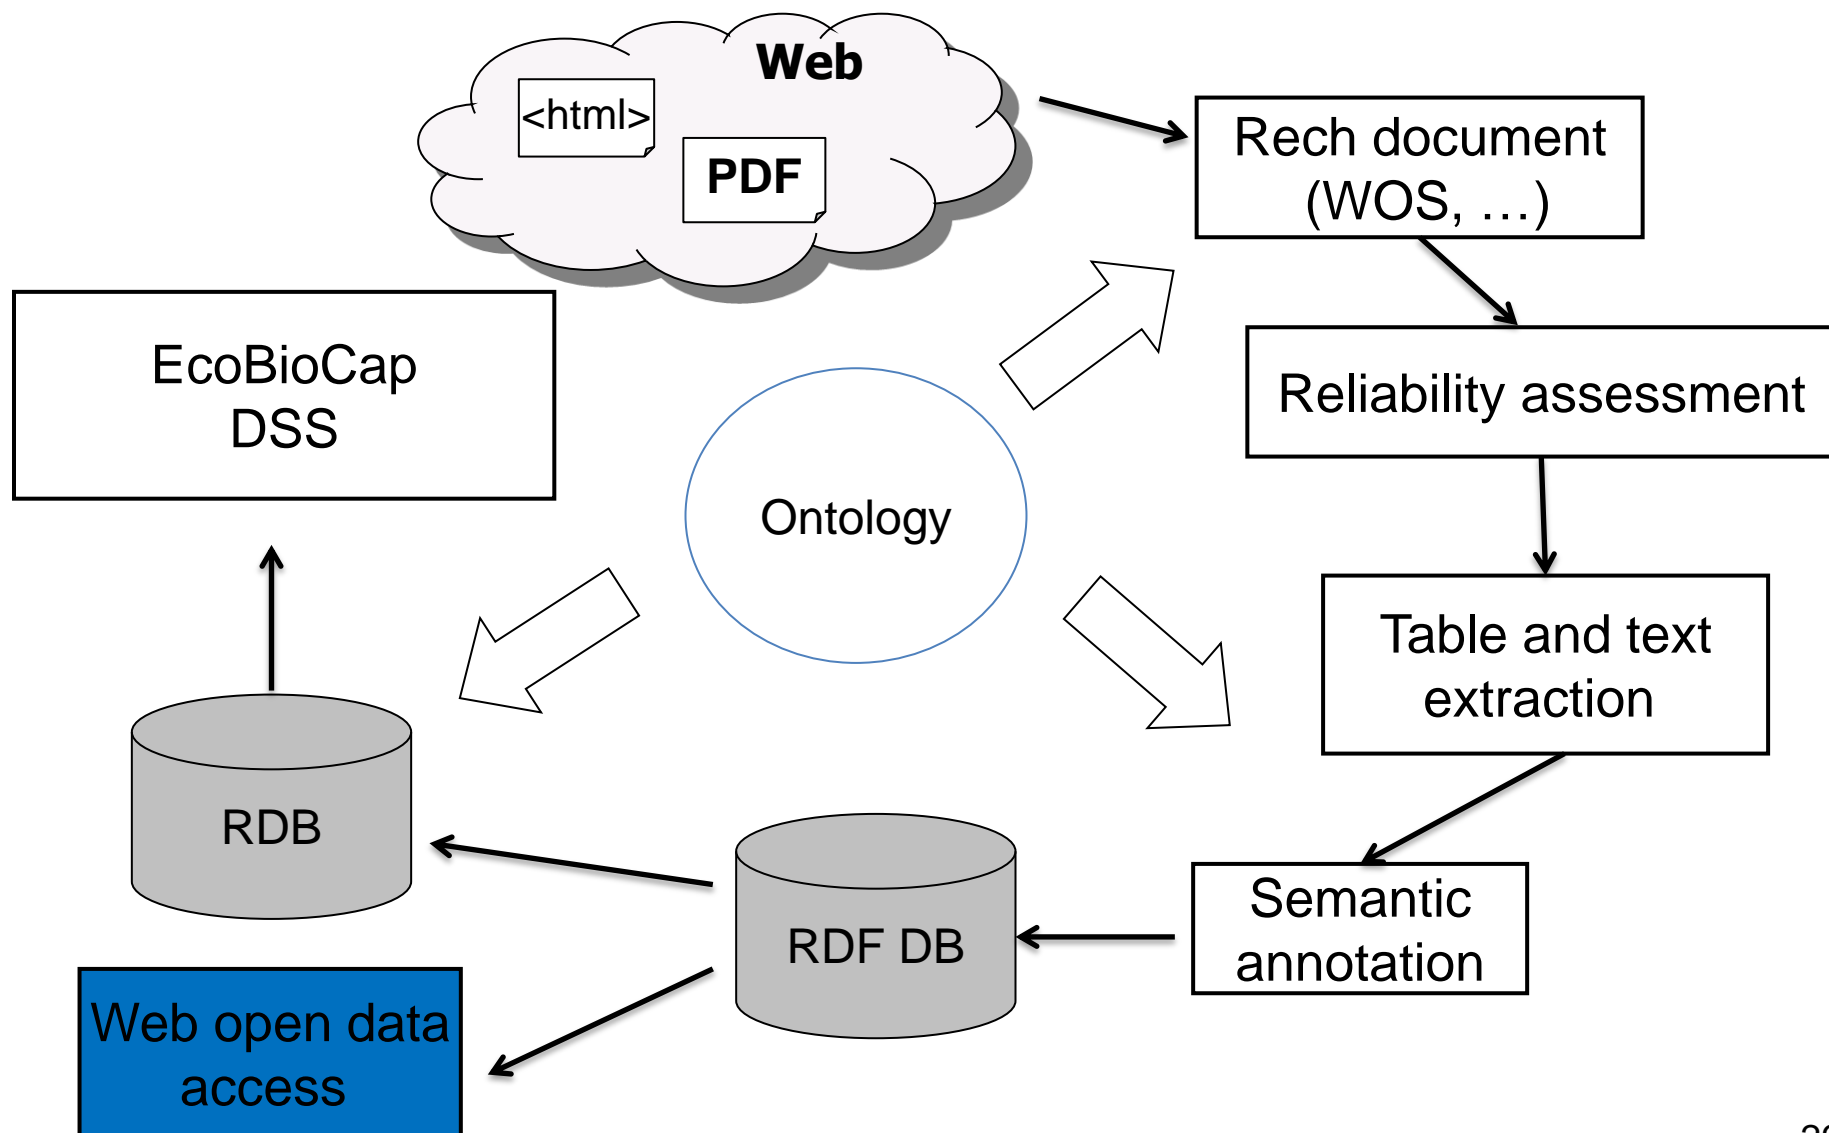 Web
<html>
PDF
Rech document
(WOS, …)
EcoBioCap
DSS
Reliability assessment
Ontology
Table and text
extraction
RDB
Semantic
annotation
RDF DB
Web open data
access